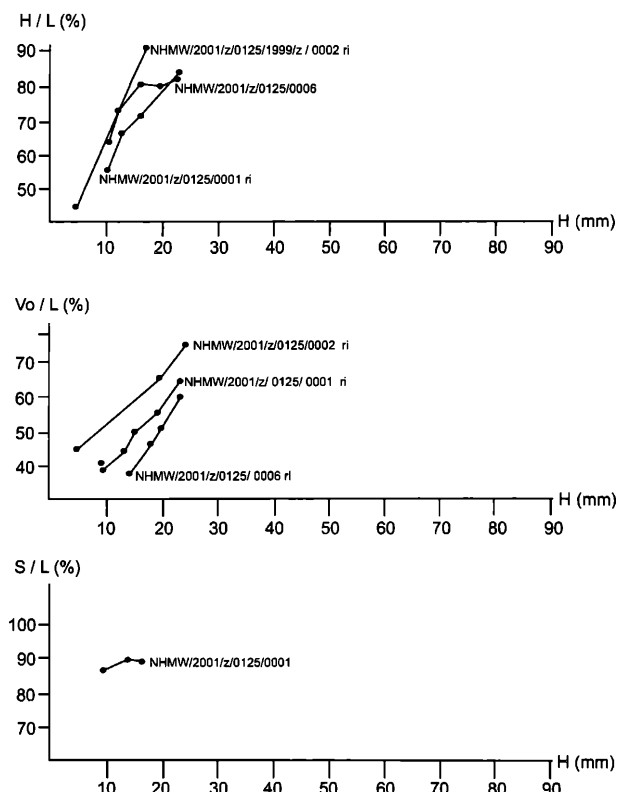 H / L (%)
90
NHMW/2001/z/0125/1999/z / 0002 ri
80
NHMW/2001/z/0125/0006
70
60
NHMW/2001/z/0125/0001 ri
50
H (mm)
10 20 30 40 50 60 70 80 90
Vo / L (%)
NHMW/2001/z/0125/0002 ri
70
NHMW/2001/z/ 0125/ 0001 ri
60
50
40
NHMW/2001/z/0125/ 0006 ri
H (mm)
10 20 30 40 50 60 70 80 90
S / L (%)
100
90
NHMW/2001/z/0125/0001
80
70
H (mm)
10 20 30 40 50 60 70 80 90